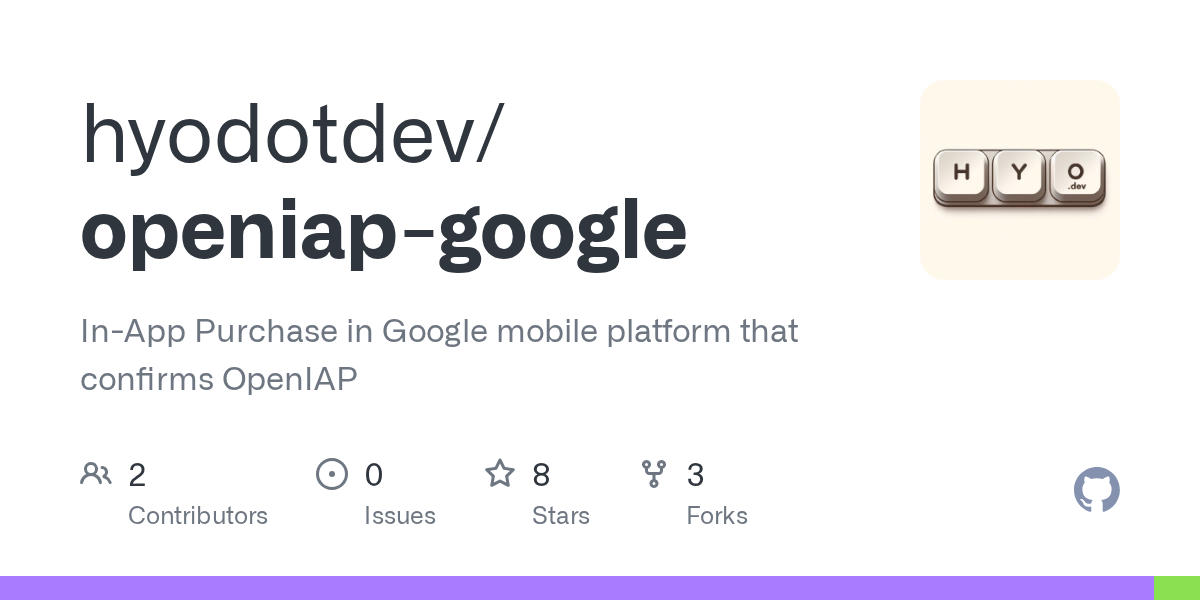 hyodotdev/
openiap-google
In-App Purchase in Google mobile platform that
confirms OpenIAP
H Y O
.dev
2 0 8 3
Contributors Issues Stars Forks